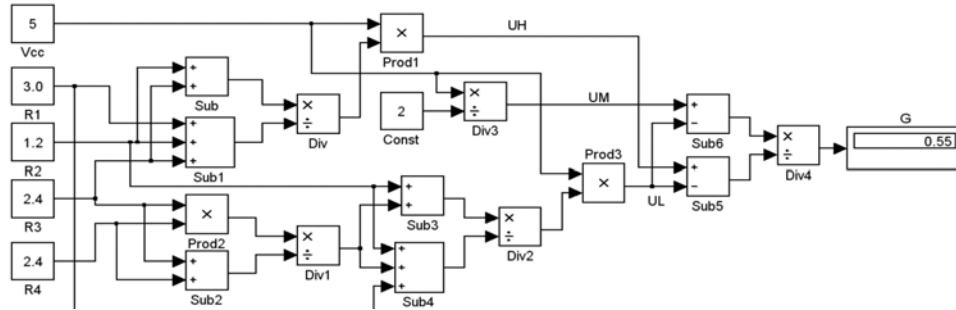 5
Vcc
3.0
R1
1.2
R2
2.4
R3
2.4
R4
+
+
Sub
+
+
+
Sub1
×
÷
Div
×
Prod1
UH
2
Const
×
÷
Div3
UM
×
Prod2
+
+
Sub2
×
÷
Div1
+
+
Sub3
+
+
+
Sub4
×
÷
Div2
Prod3
×
UL
+
−
Sub6
+
−
Sub5
×
÷
Div4
G
0.55